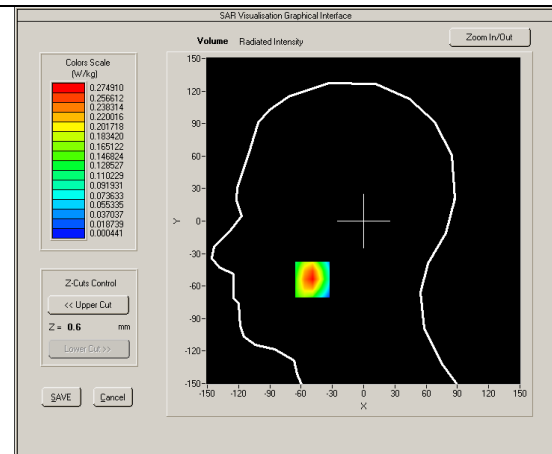 SAR Visualisation Graphical Interface
Volume Radiated Intensity
Zoom In/Out
Colors Scale
(W/kg)
0.274910
0.256612
0.238314
0.220016
0.201718
0.183420
0.165122
0.146824
0.128527
0.110229
0.091931
0.073633
0.055335
0.037037
0.018739
0.000441
Z-Cuts Control
<< Upper Cut
Z = 0.6 mm
Lower Cut >>
SAVE Cancel
150
120
90
60
30
0
-30
-60
-90
-120
-150
Y
-150 -120 -90 -60 -30 0 30 60 90 120 150
X